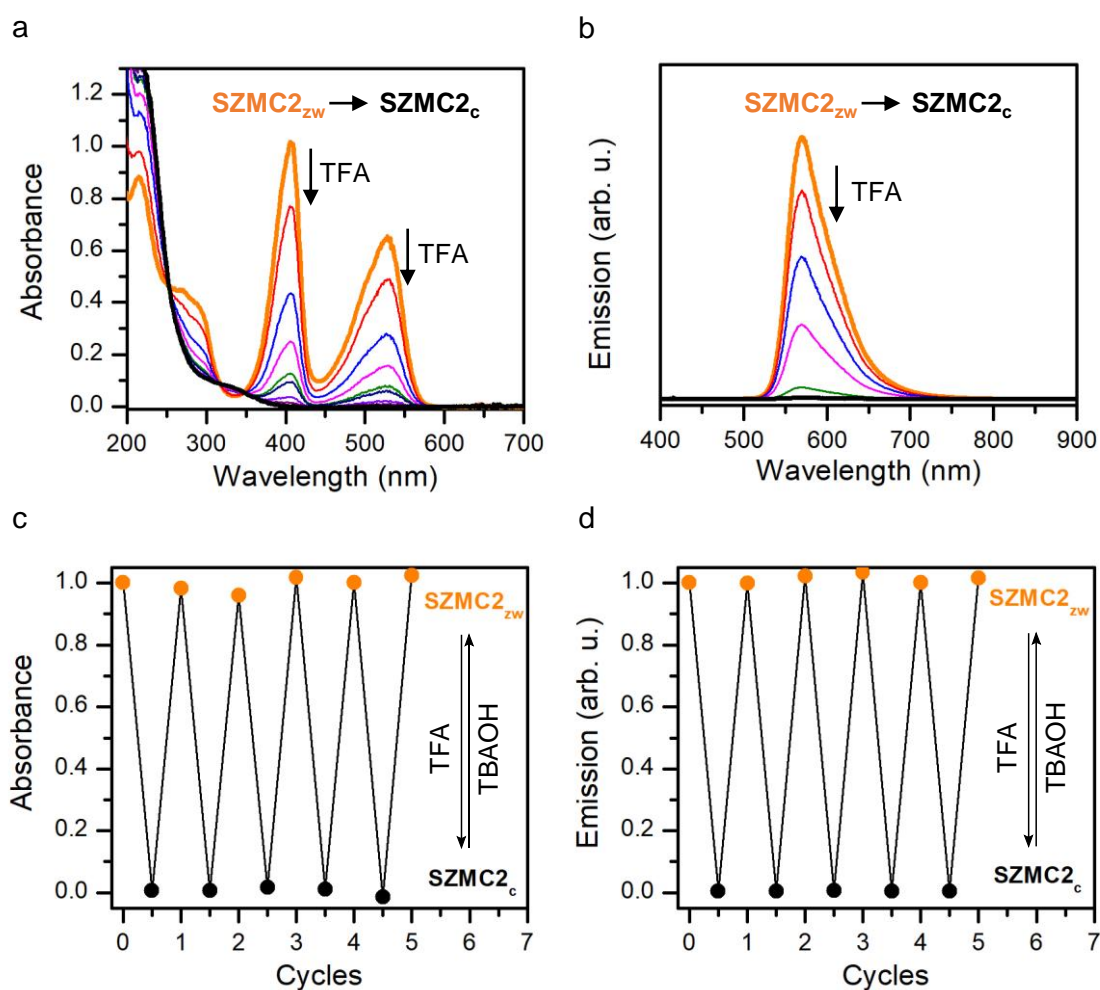 a
SZMC2zw → SZMC2c
TFA
TFA
Absorbance
1.2
1.0
0.8
0.6
0.4
0.2
0.0
200 300 400 500 600 700
Wavelength (nm)
b
SZMC2zw → SZMC2c
TFA
Emission (arb. u.)
400 500 600 700 800 900
Wavelength (nm)
c
Absorbance
1.0
0.8
0.6
0.4
0.2
0.0
SZMC2zw
TFA
TBAOH
SZMC2c
0 1 2 3 4 5 6 7
Cycles
d
Emission (arb. u.)
1.0
0.8
0.6
0.4
0.2
0.0
SZMC2zw
TFA
TBAOH
SZMC2c
0 1 2 3 4 5 6 7
Cycles